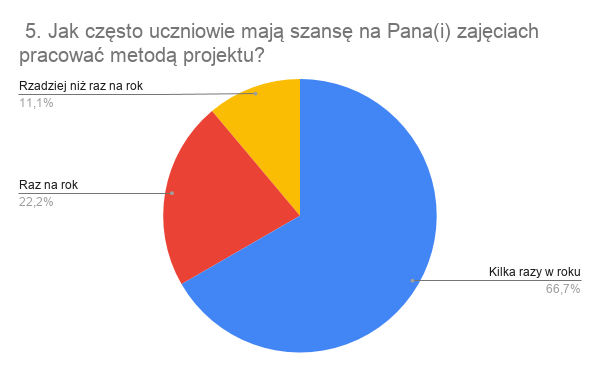 5. Jak często uczniowie mają szansę na Pana(i) zajęciach
pracować metodą projektu?
Rzadziej niż raz na rok
11,1%
Raz na rok
22,2%
Kilka razy w roku
66,7%